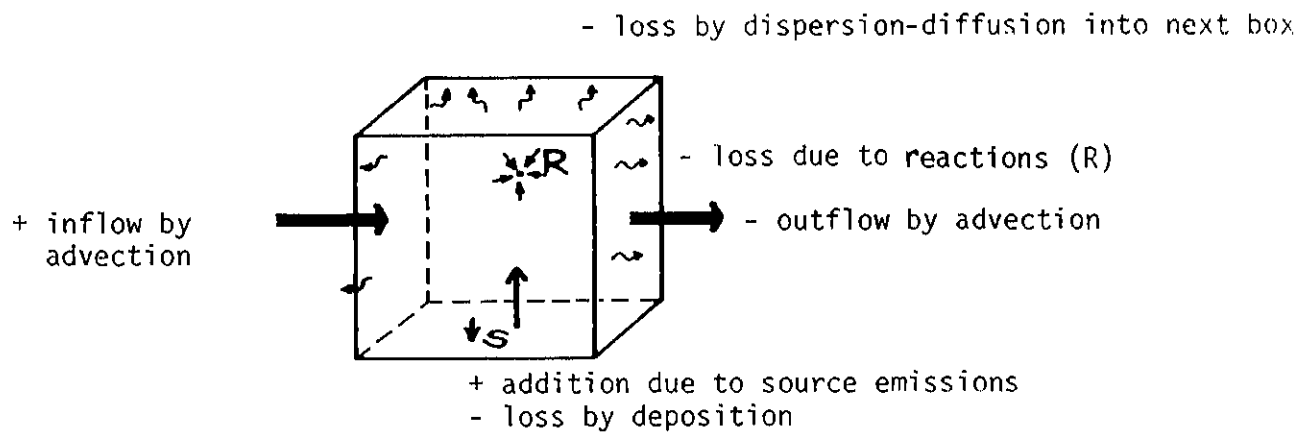 - loss by dispersion-diffusion into next box
R
- loss due to reactions (R)
+ inflow by
advection
- outflow by advection
S
+ addition due to source emissions
- loss by deposition